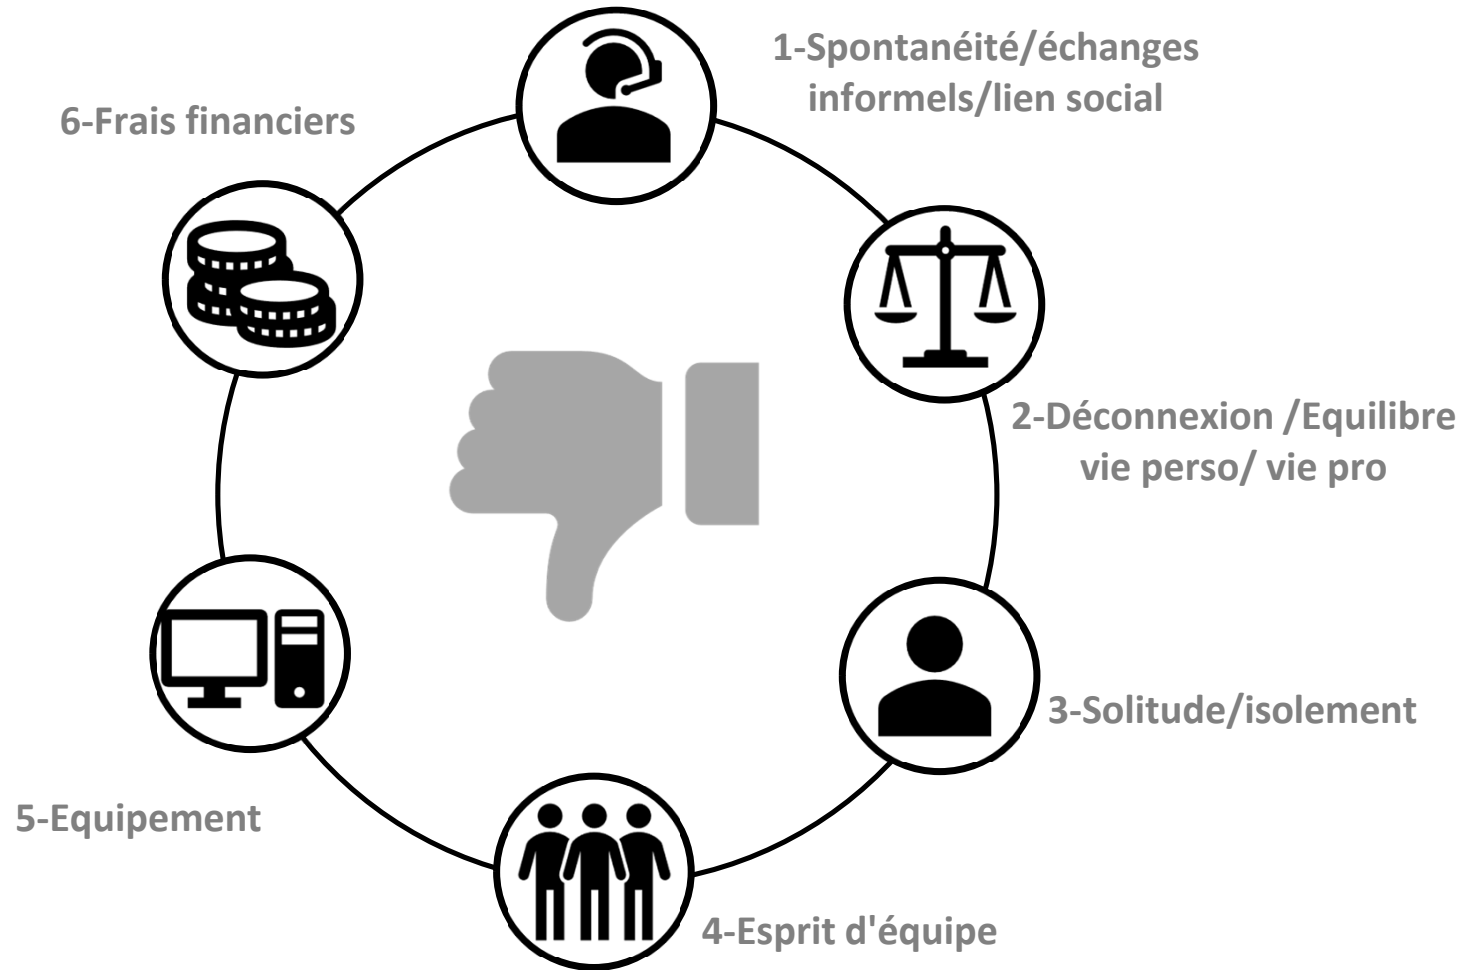 1-Spontanéité/échanges
informels/lien social
2-Déconnexion /Equilibre
vie perso/ vie pro
3-Solitude/isolement
4-Esprit d'équipe
5-Equipement
6-Frais financiers